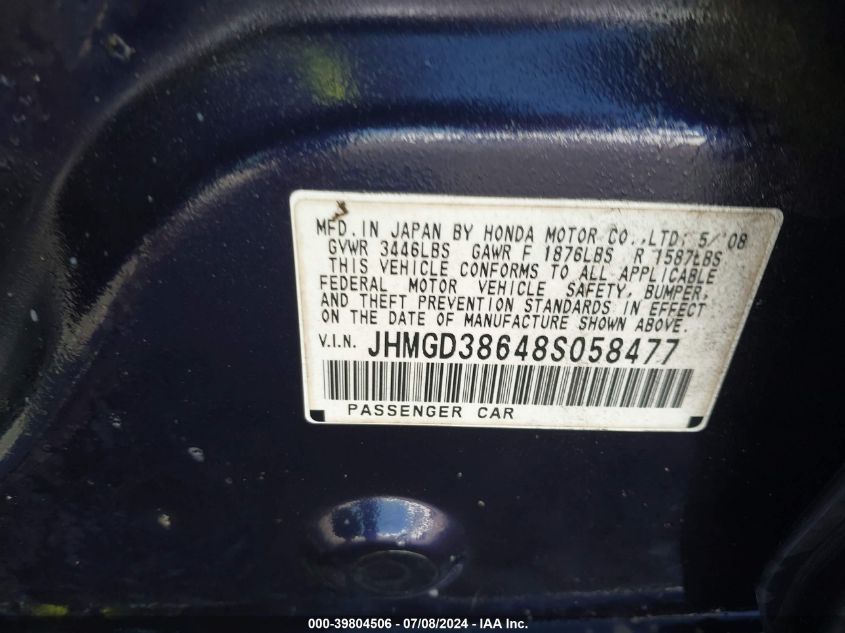 MFD. IN JAPAN BY HONDA MOTOR CO., LTD. 5/'08
GVWR 3446LBS GAWR F 1876LBS R 1587LBS
THIS VEHICLE CONFORMS TO ALL APPLICABLE
FEDERAL MOTOR VEHICLE SAFETY, BUMPER,
AND THEFT PREVENTION STANDARDS IN EFFECT
ON THE DATE OF MANUFACTURE SHOWN ABOVE.
V.I.N. JHMGD38648S058477
PASSENGER CAR
000-39804506 - 07/08/2024 - IAA Inc.